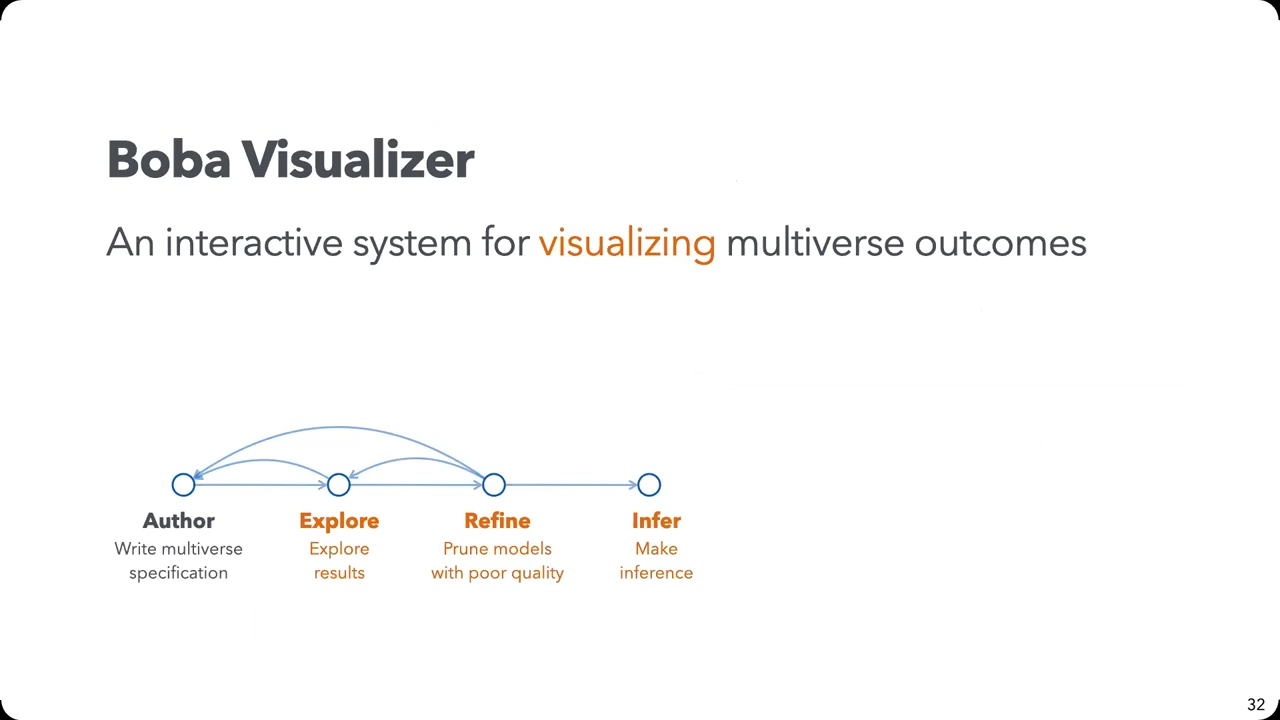 Boba Visualizer
An interactive system for visualizing multiverse outcomes
Author
Write multiverse
specification
Explore
Explore
results
Refine
Prune models
with poor quality
Infer
Make
inference
32